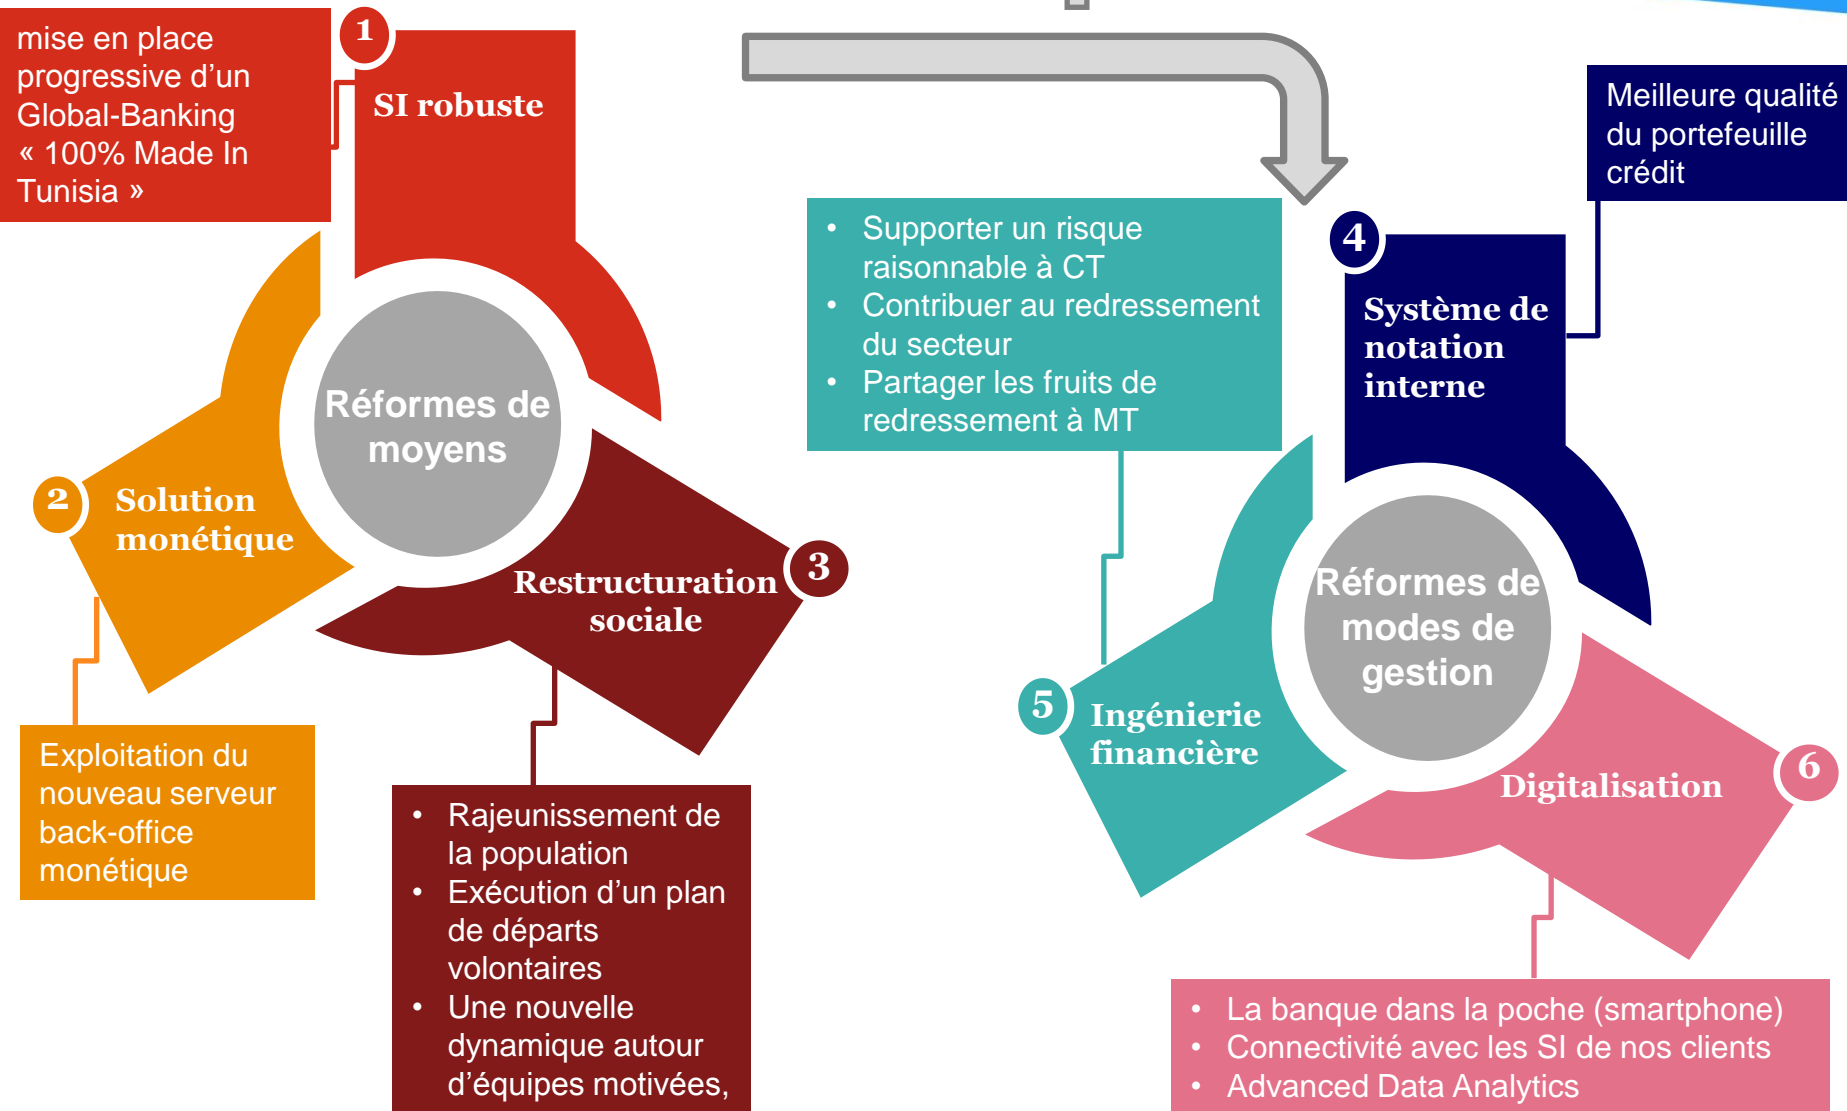 mise en place
progressive d’un
Global-Banking
« 100% Made In
Tunisia »
1
SI robuste
Réformes de
moyens
2
Solution
monétique
Exploitation du
nouveau serveur
back-office
monétique
3
Restructuration
sociale
• Rajeunissement de
la population
• Exécution d’un plan
de départs
volontaires
• Une nouvelle
dynamique autour
d’équipes motivées,
Meilleure qualité
du portefeuille
crédit
4
Système de
notation
interne
• Supporter un risque
raisonnable à CT
• Contribuer au redressement
du secteur
• Partager les fruits de
redressement à MT
Réformes de
modes de
gestion
5
Ingénierie
financière
6
Digitalisation
• La banque dans la poche (smartphone)
• Connectivité avec les SI de nos clients
• Advanced Data Analytics